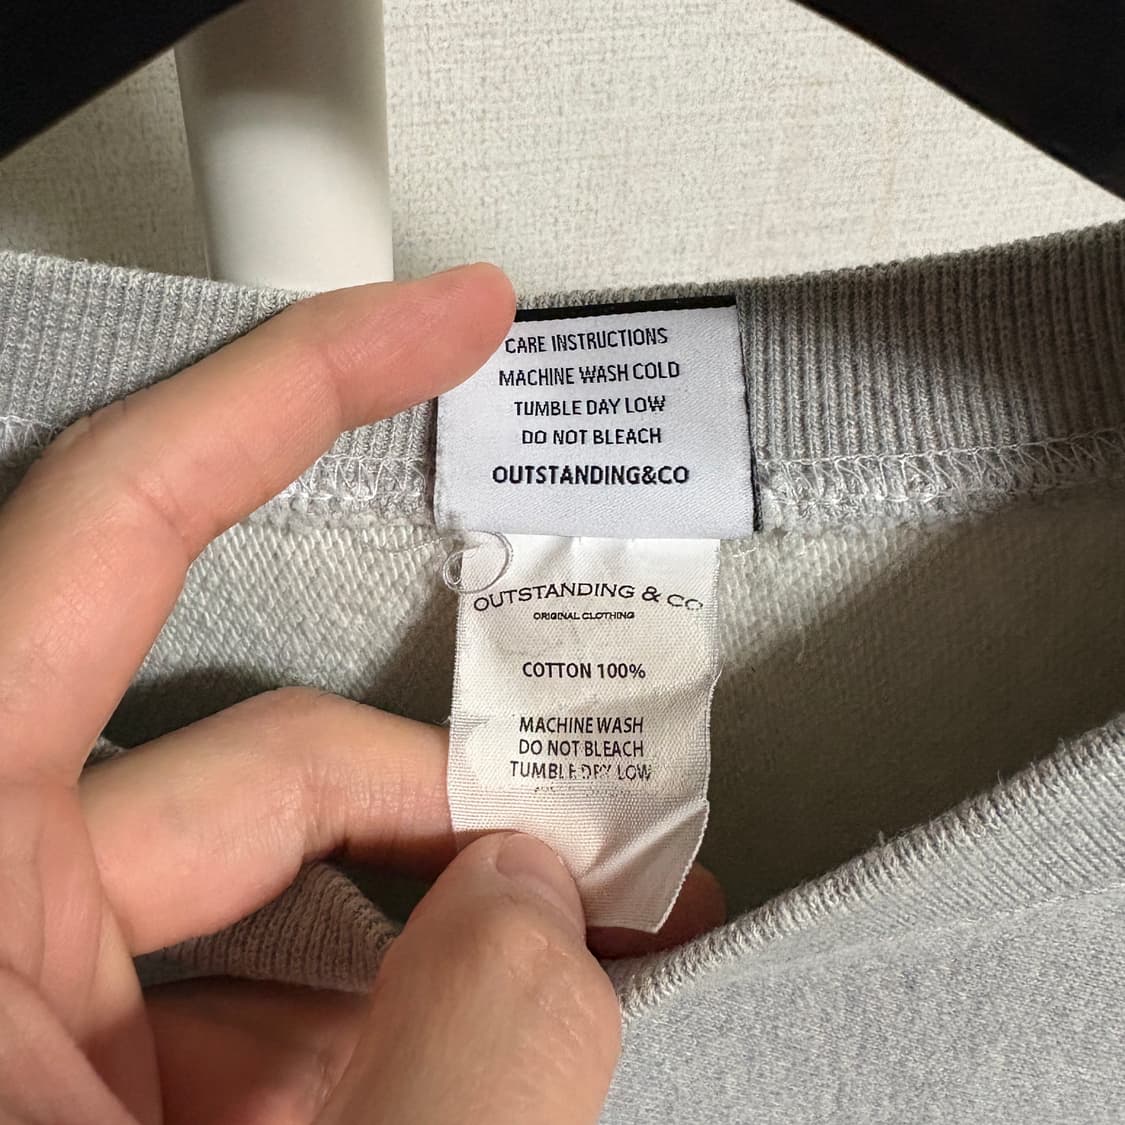 CARE INSTRUCTIONS
MACHINE WASH COLD
TUMBLE DAY LOW
DO NOT BLEACH
OUTSTANDING&CO
OUTSTANDING & CO
ORIGINAL CLOTHING
COTTON 100%
MACHINE WASH
DO NOT BLEACH
TUMBLE DRY LOW